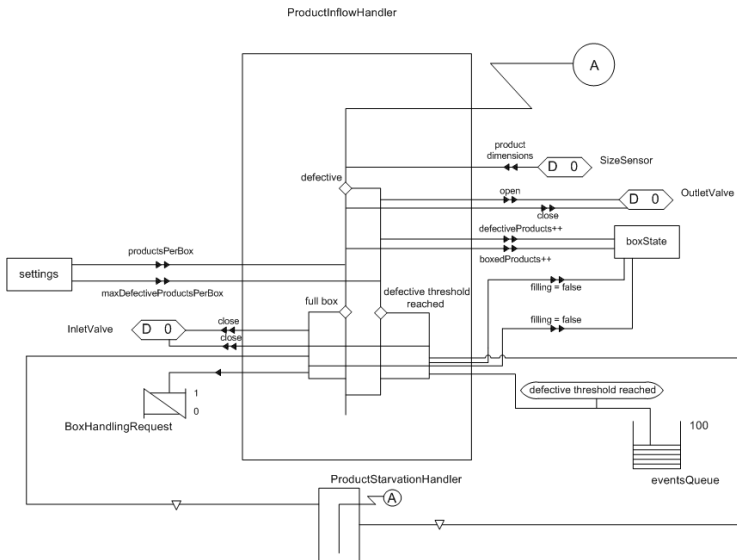 ProductInflowHandler
A
product
dimensions
D 0
SizeSensor
defective
open
D 0
OutletValve
close
defectiveProducts++
boxState
productsPerBox
boxedProducts++
settings
maxDefectiveProductsPerBox
full box
defective threshold
reached
filling = false
InletValve
D 0
close
close
filling = false
1
0
defective threshold reached
BoxHandlingRequest
100
ProductStarvationHandler
eventsQueue
A